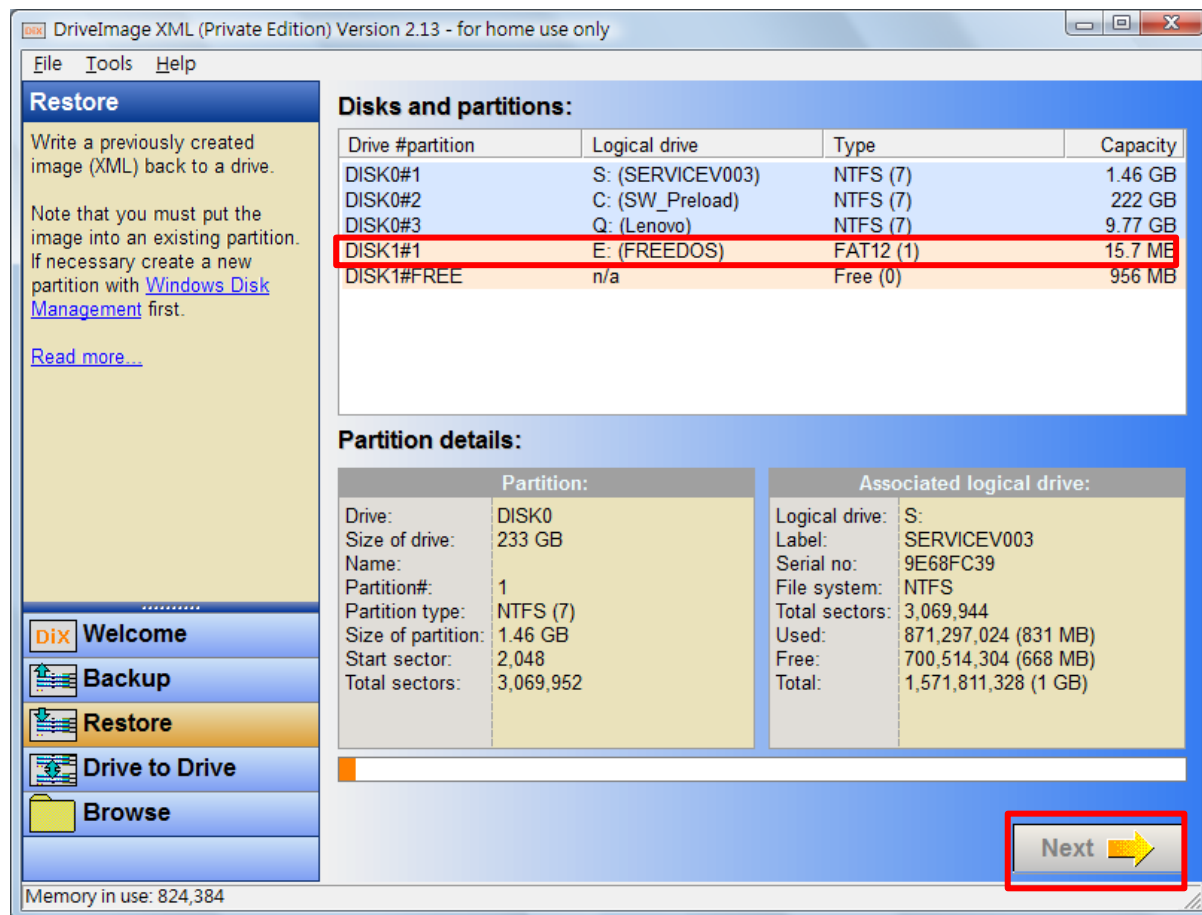 DiX DriveImage XML (Private Edition) Version 2.13 - for home use only
File Tools Help
Restore
Write a previously created
image (XML) back to a drive.
Note that you must put the
image into an existing partition.
If necessary create a new
partition with Windows Disk
Management first.
Read more...
DiX Welcome
Backup
Restore
Drive to Drive
Browse
Disks and partitions:
Drive #partition Logical drive Type Capacity
DISK0#1 S: (SERVICEV003) NTFS (7) 1.46 GB
DISK0#2 C: (SW_Preload) NTFS (7) 222 GB
DISK0#3 Q: (Lenovo) NTFS (7) 9.77 GB
DISK1#1 E: (FREEDOS) FAT12 (1) 15.7 MB
DISK1#FREE n/a Free (0) 956 MB
Partition details:
Partition:
Drive: DISK0
Size of drive: 233 GB
Name:
Partition#: 1
Partition type: NTFS (7)
Size of partition: 1.46 GB
Start sector: 2,048
Total sectors: 3,069,952
Associated logical drive:
Logical drive: S:
Label: SERVICEV003
Serial no: 9E68FC39
File system: NTFS
Total sectors: 3,069,944
Used: 871,297,024 (831 MB)
Free: 700,514,304 (668 MB)
Total: 1,571,811,328 (1 GB)
Next
Memory in use: 824,384